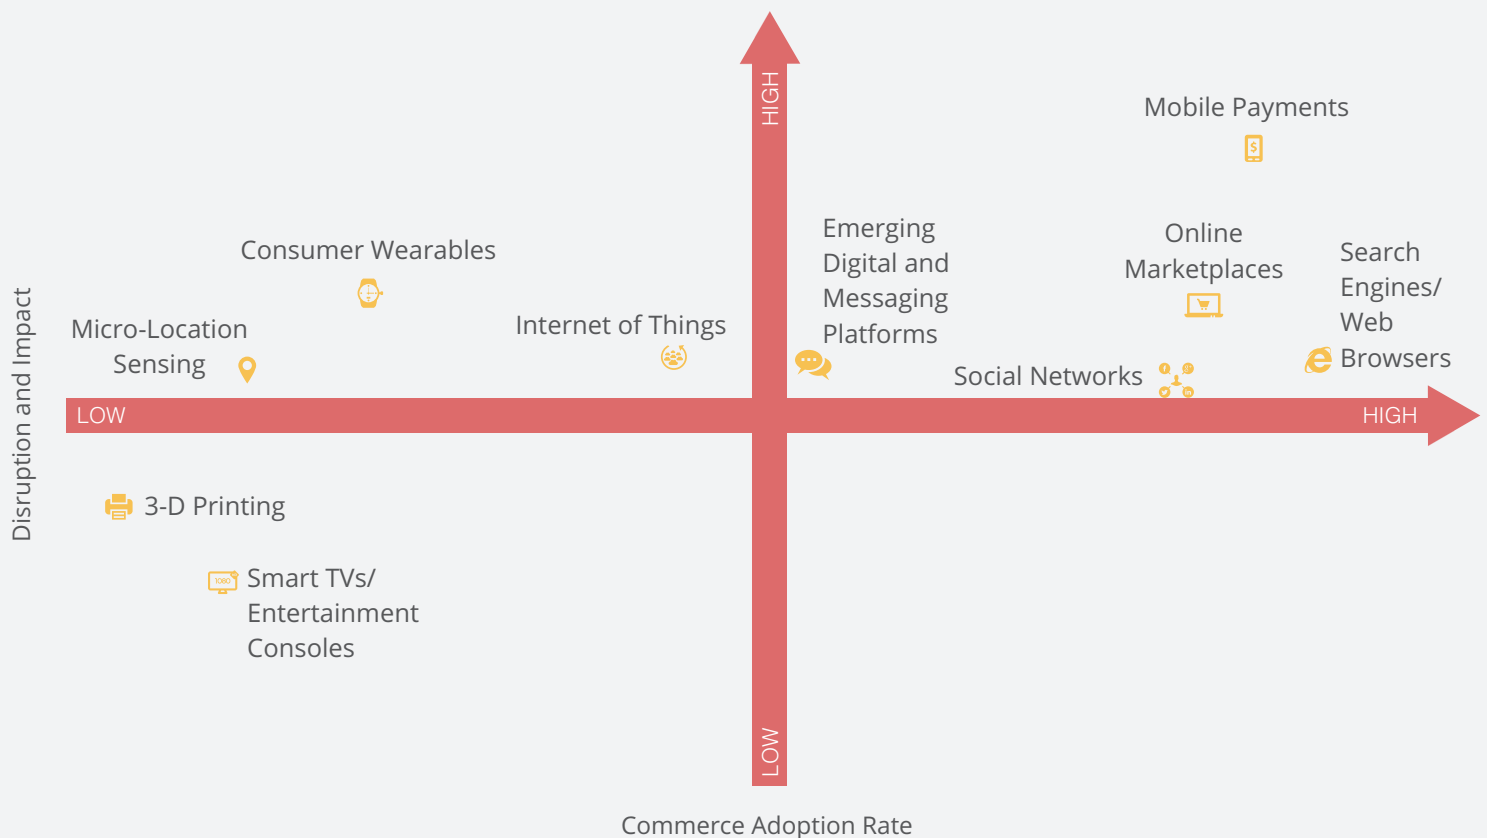 HIGH
Mobile Payments
$
Emerging
Digital and
Messaging
Platforms
Online
Marketplaces
Search
Engines/
Web
Browsers
Consumer Wearables
Micro-Location
Sensing
Internet of Things
Social Networks
Disruption and Impact
LOW
HIGH
3-D Printing
1080
Smart TVs/
Entertainment
Consoles
LOW
Commerce Adoption Rate